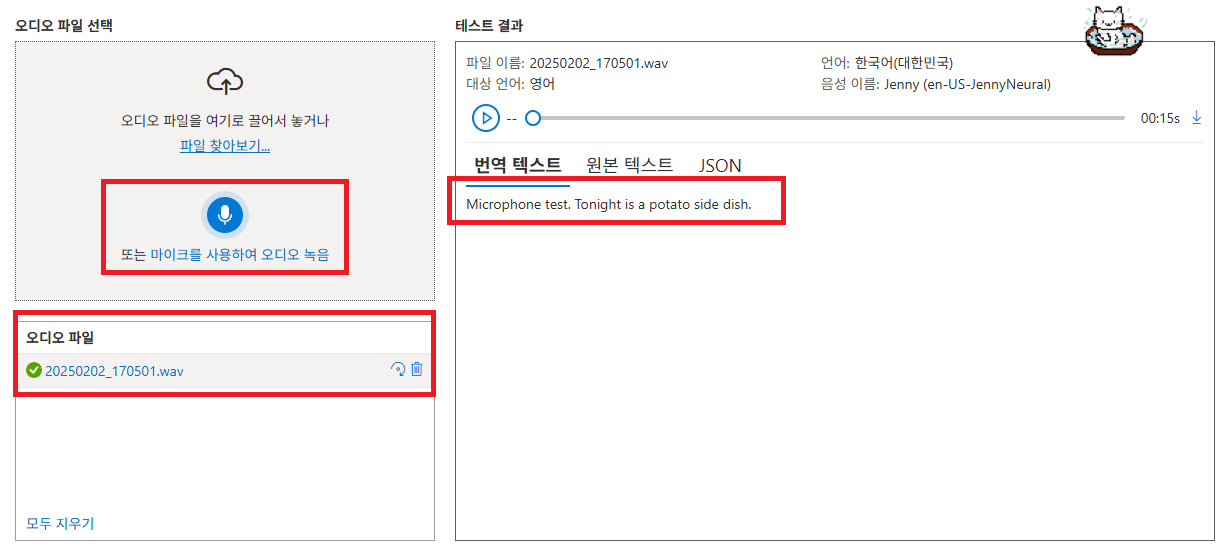 오디오 파일 선택
오디오 파일을 여기로 끌어서 놓거나
파일 찾아보기...
또는 마이크를 사용하여 오디오 녹음
오디오 파일
20250202_170501.wav
모두 지우기
테스트 결과
파일 이름: 20250202_170501.wav
언어: 한국어(대한민국)
대상 언어: 영어
음성 이름: Jenny (en-US-JennyNeural)
--
00:15s
번역 텍스트 원본 텍스트 JSON
Microphone test. Tonight is a potato side dish.